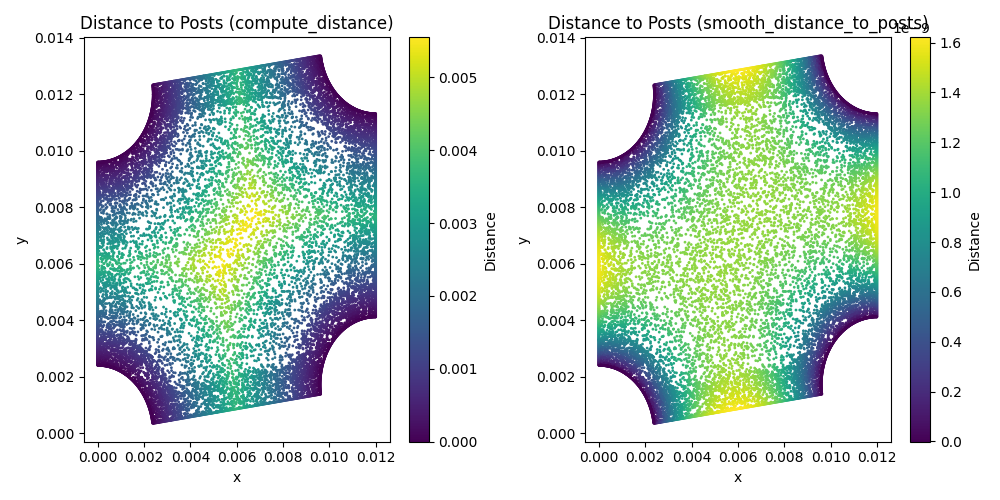 Distance to Posts (compute_distance)
0.014
0.012
0.010
0.008
0.006
0.004
0.002
0.000
y
0.000 0.002 0.004 0.006 0.008 0.010 0.012
x
0.005
0.004
0.003
0.002
0.001
0.000
Distance
Distance to Posts (smooth_distance_to_posts)
1e−9
0.014
0.012
0.010
0.008
0.006
0.004
0.002
0.000
y
0.000 0.002 0.004 0.006 0.008 0.010 0.012
x
1.6
1.4
1.2
1.0
0.8
0.6
0.4
0.2
0.0
Distance